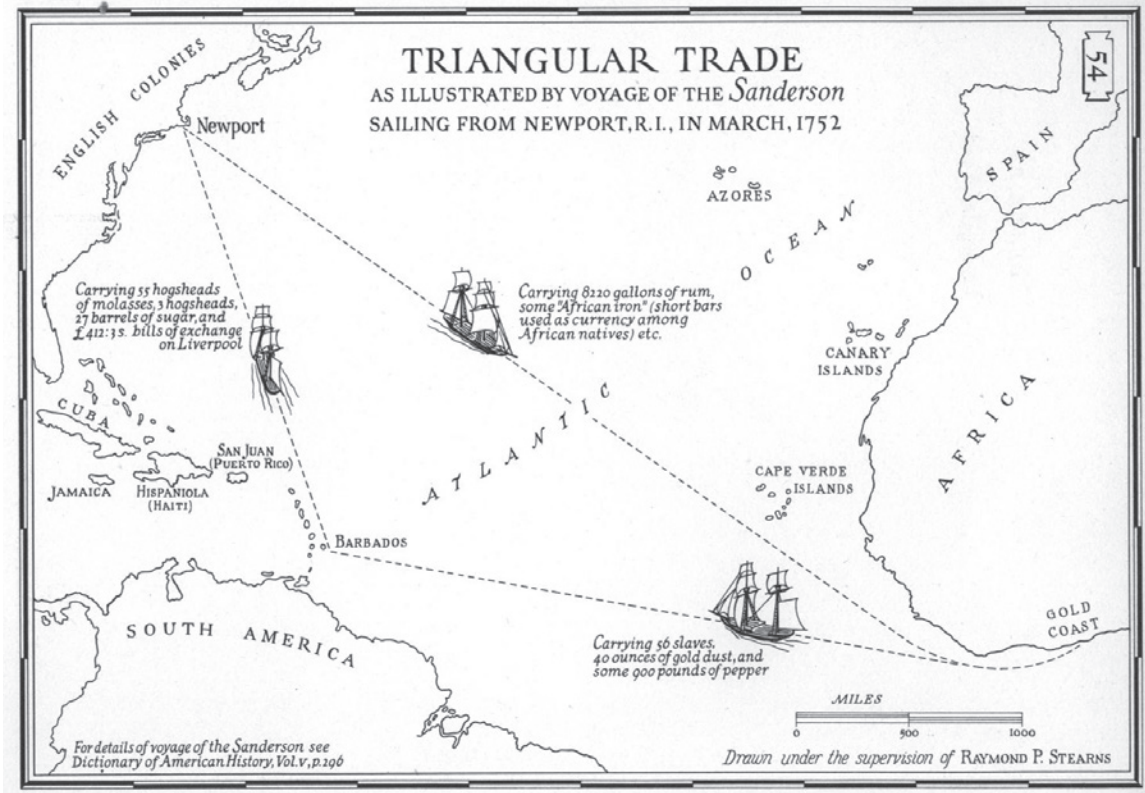 TRIANGULAR TRADE
AS ILLUSTRATED BY VOYAGE OF THE Sanderson
SAILING FROM NEWPORT, R.I., IN MARCH, 1752
54
ENGLISH COLONIES
Newport
SPAIN
AZORES
ATLANTIC OCEAN
Carrying 55 hogsheads
of molasses, 3 hogsheads,
27 barrels of sugar, and
£412:3s. bills of exchange
on Liverpool
Carrying 8220 gallons of rum,
some "African iron" (short bars
used as currency among
African natives) etc.
CANARY
ISLANDS
AFRICA
CUBA
SAN JUAN
(PUERTO RICO)
JAMAICA
HISPANIOLA
(HAITI)
CAPE VERDE
ISLANDS
BARBADOS
GOLD
COAST
SOUTH AMERICA
Carrying 56 slaves,
40 ounces of gold dust, and
some 900 pounds of pepper
MILES
0 500 1000
For details of voyage of the Sanderson see
Dictionary of American History, Vol. V, p. 296
Drawn under the supervision of RAYMOND P. STEARNS